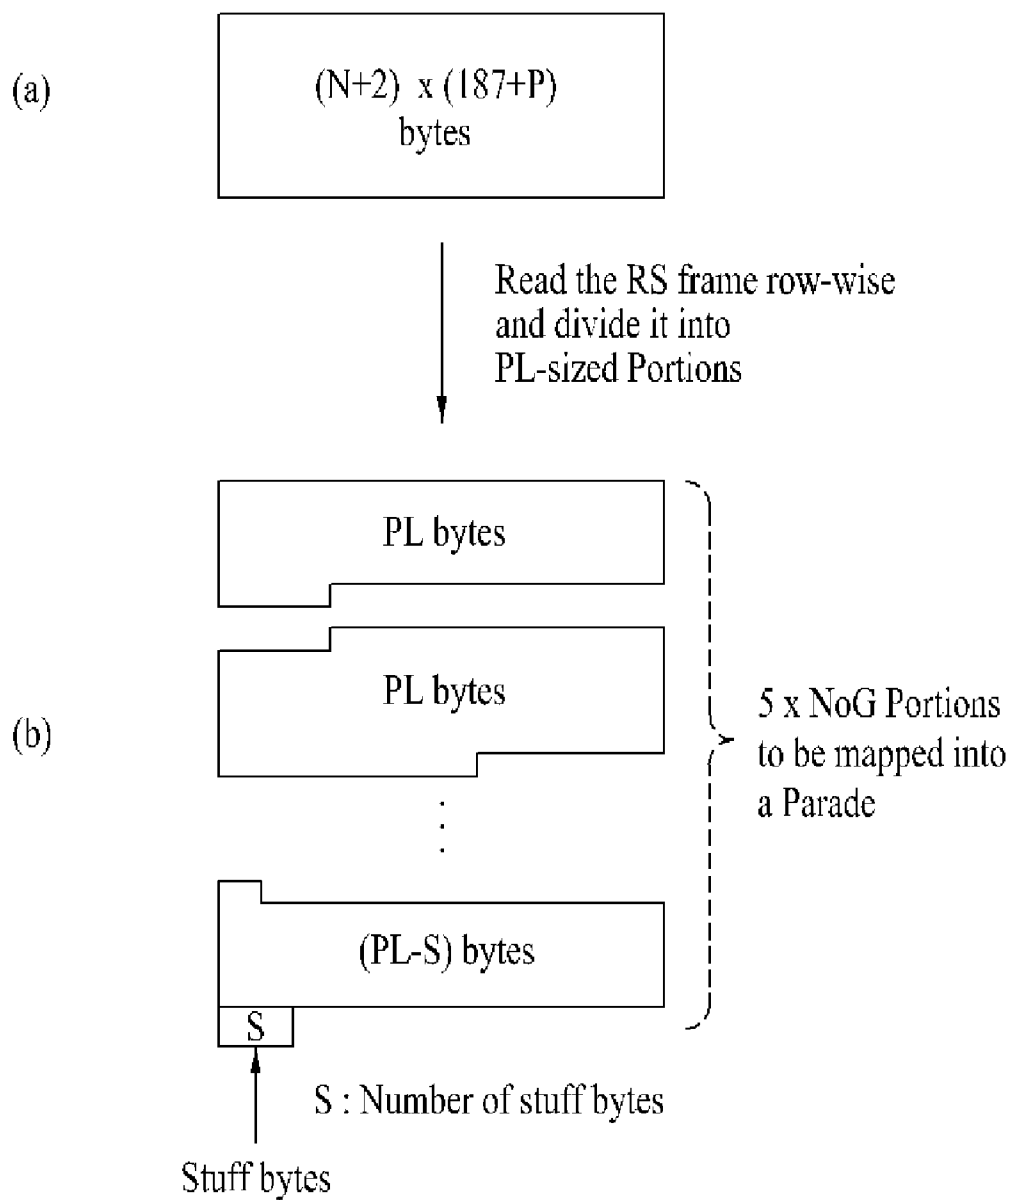 (a)
(N+2) x (187+P)
bytes
Read the RS frame row-wise
and divide it into
PL-sized Portions
PL bytes
PL bytes
(b)
5 x NoG Portions
to be mapped into
a Parade
(PL-S) bytes
S
S : Number of stuff bytes
Stuff bytes